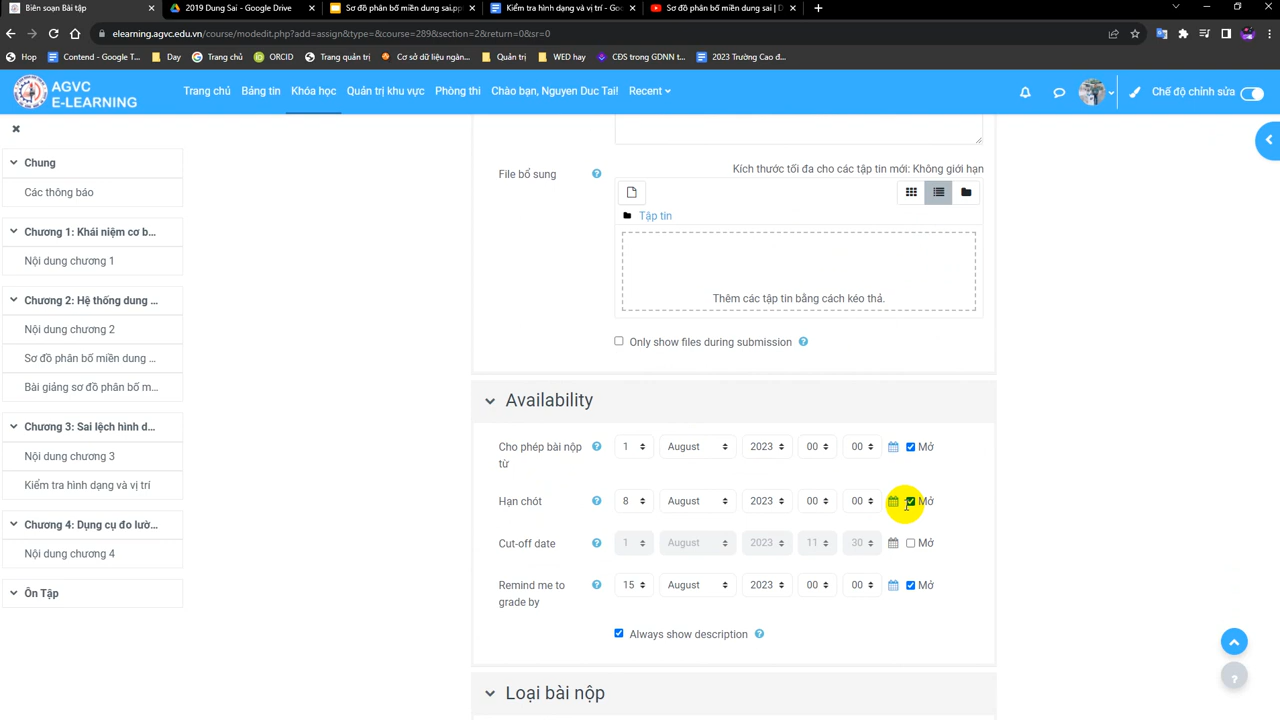 Biên soạn Bài tập
2019 Dung Sai - Google Drive
Sơ đồ phân bố miền dung sai.pp
Kiểm tra hình dạng và vị trí - Go
Sơ đồ phân bố miền dung sai | D
elearning.agvc.edu.vn/course/modedit.php?add=assign&type=&course=289&section=2&return=0&sr=0
Hop
Contend - Google T...
Day
Trang chủ
ORCID
Trang quản trị
Cơ sở dữ liệu ngàn...
Quản trị
WED hay
CĐS trong GDNN t...
2023 Trường Cao đ...
AGVC
E-LEARNING
Trang chủ
Bảng tin
Khóa học
Quản trị khu vực
Phòng thi
Chào bạn, Nguyen Duc Tai!
Recent
Chế độ chỉnh sửa
Chung
Các thông báo
Chương 1: Khái niệm cơ b...
Nội dung chương 1
Chương 2: Hệ thống dung ...
Nội dung chương 2
Sơ đồ phân bố miền dung ...
Bài giảng sơ đồ phân bố m...
Chương 3: Sai lệch hình d...
Nội dung chương 3
Kiểm tra hình dạng và vị trí
Chương 4: Dụng cụ đo lườ...
Nội dung chương 4
Ôn Tập
File bổ sung
Kích thước tối đa cho các tập tin mới: Không giới hạn
Tập tin
Thêm các tập tin bằng cách kéo thả.
Only show files during submission
Availability
Cho phép bài nộp từ 1 August 2023 00 00 Mở
Hạn chót 8 August 2023 00 00 Mở
Cut-off date 1 August 2023 11 30 Mở
Remind me to grade by 15 August 2023 00 00 Mở
Always show description
Loại bài nộp